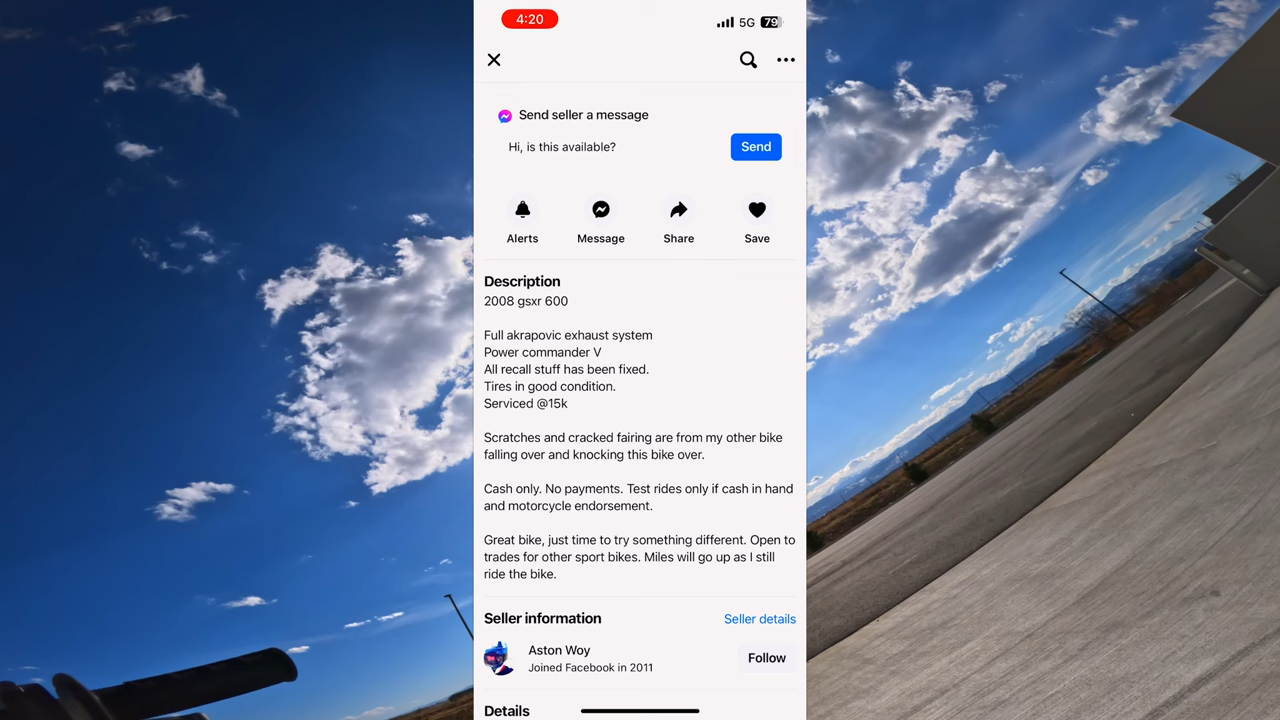 4:20
5G 79
Send seller a message
Hi, is this available?
Send
Alerts Message Share Save
Description
2008 gsxr 600
Full akrapovic exhaust system
Power commander V
All recall stuff has been fixed.
Tires in good condition.
Serviced @15k
Scratches and cracked fairing are from my other bike
falling over and knocking this bike over.
Cash only. No payments. Test rides only if cash in hand
and motorcycle endorsement.
Great bike, just time to try something different. Open to
trades for other sport bikes. Miles will go up as I still
ride the bike.
Seller information Seller details
Aston Woy
Joined Facebook in 2011
Follow
Details